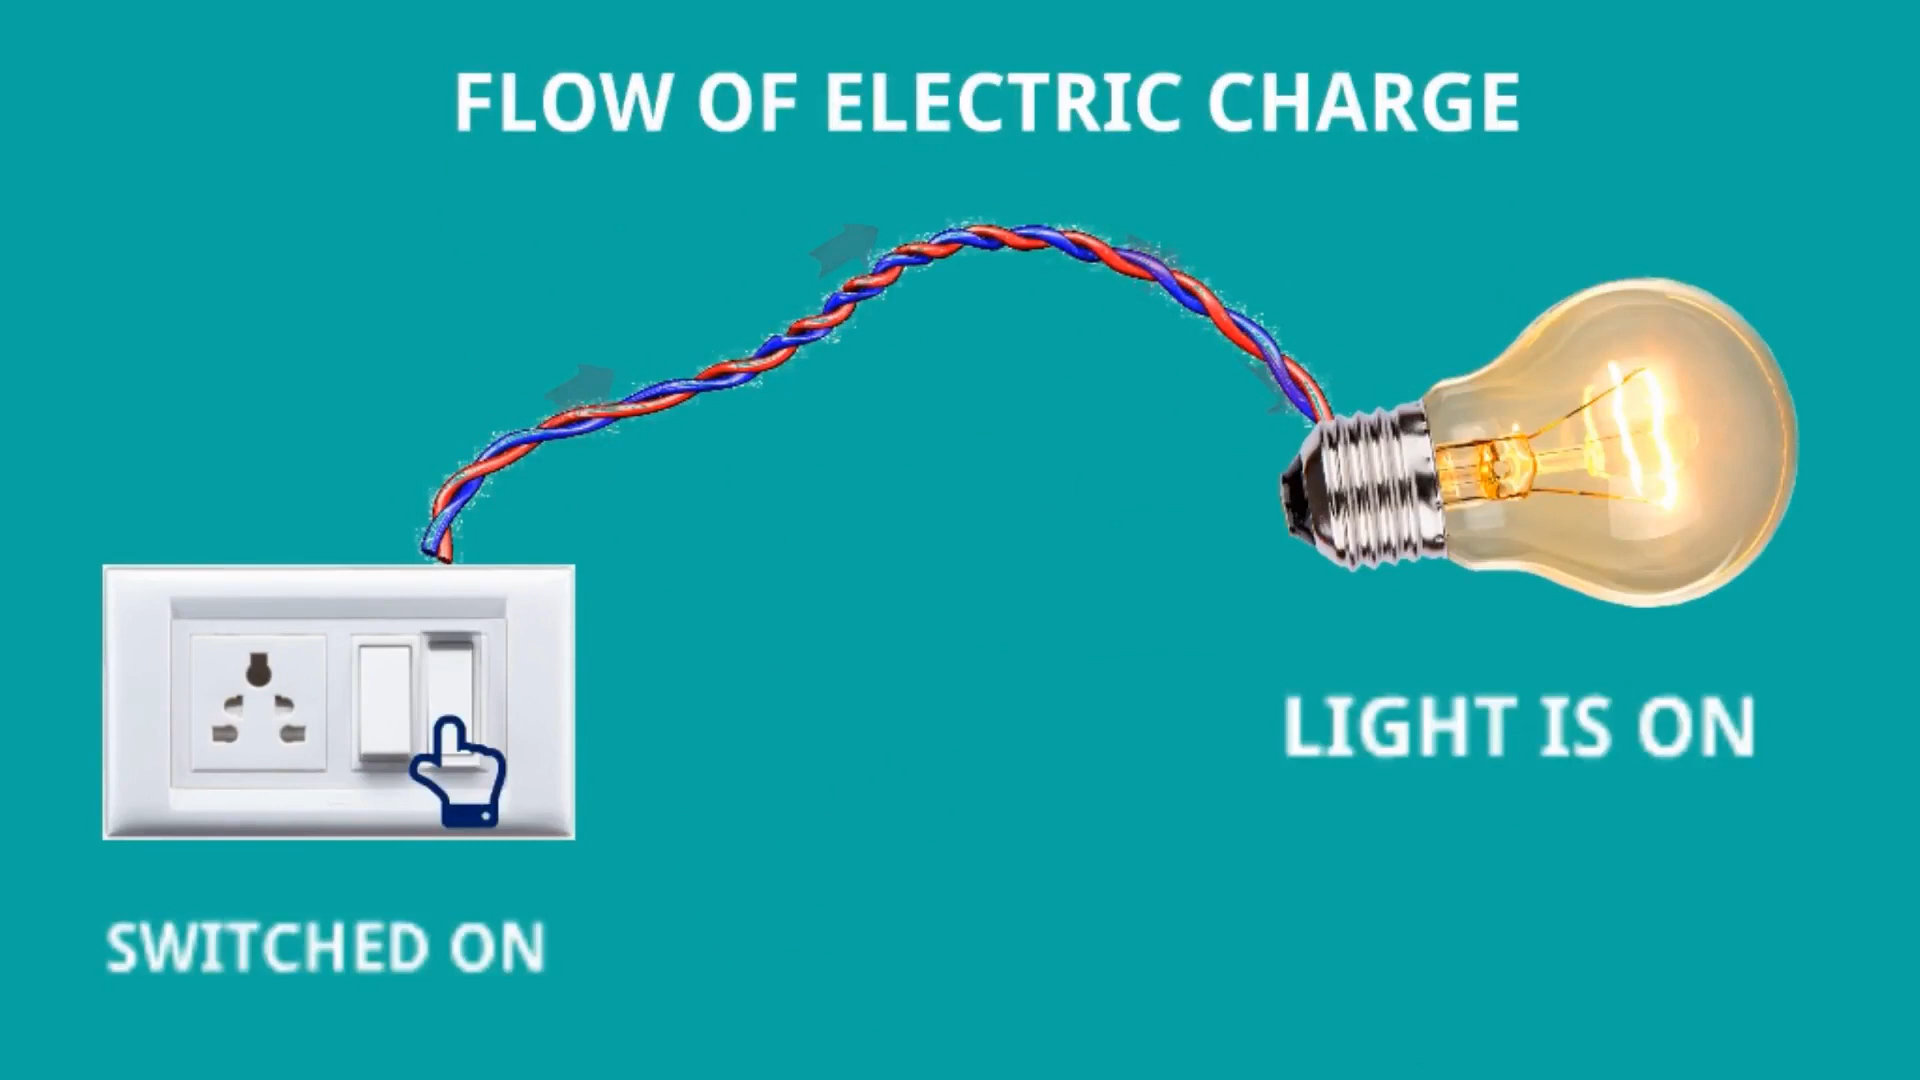 FLOW OF ELECTRIC CHARGE
LIGHT IS ON
SWITCHED ON